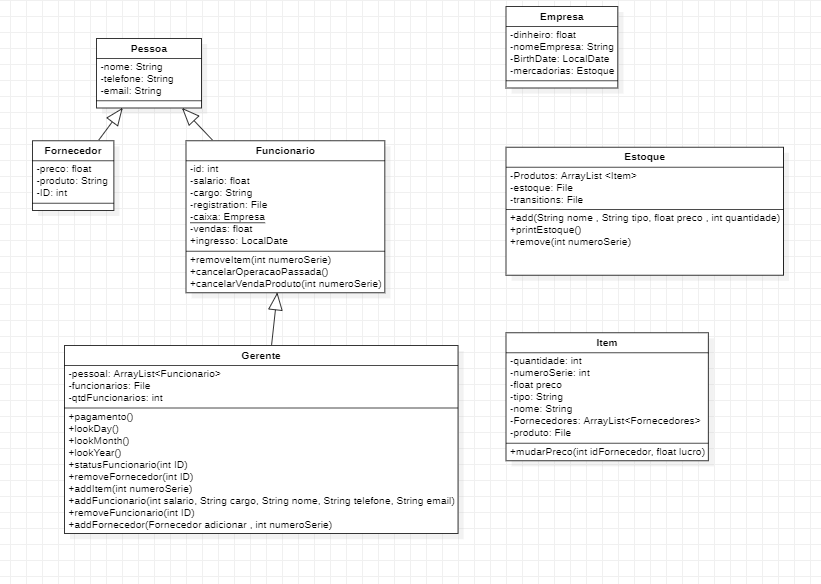 Pessoa
-nome: String
-telefone: String
-email: String
Fornecedor
-preco: float
-produto: String
-ID: int
Funcionario
-id: int
-salario: float
-cargo: String
-registration: File
-caixa: Empresa
-vendas: float
+ingresso: LocalDate
+removeItem(int numeroSerie)
+cancelarOperacaoPassada()
+cancelarVendaProduto(int numeroSerie)
Gerente
-pessoal: ArrayList<Funcionario>
-funcionarios: File
-qtdFuncionarios: int
+pagamento()
+lookDay()
+lookMonth()
+lookYear()
+statusFuncionario(int ID)
+removeFornecedor(int ID)
+addItem(int numeroSerie)
+addFuncionario(int salario, String cargo, String nome, String telefone, String email)
+removeFuncionario(int ID)
+addFornecedor(Fornecedor adicionar , int numeroSerie)
Empresa
-dinheiro: float
-nomeEmpresa: String
-BirthDate: LocalDate
-mercadorias: Estoque
Estoque
-Produtos: ArrayList <Item>
-estoque: File
-transitions: File
+add(String nome , String tipo, float preco , int quantidade)
+printEstoque()
+remove(int numeroSerie)
Item
-quantidade: int
-numeroSerie: int
-float preco
-tipo: String
-nome: String
-Fornecedores: ArrayList<Fornecedores>
-produto: File
+mudarPreco(int idFornecedor, float lucro)